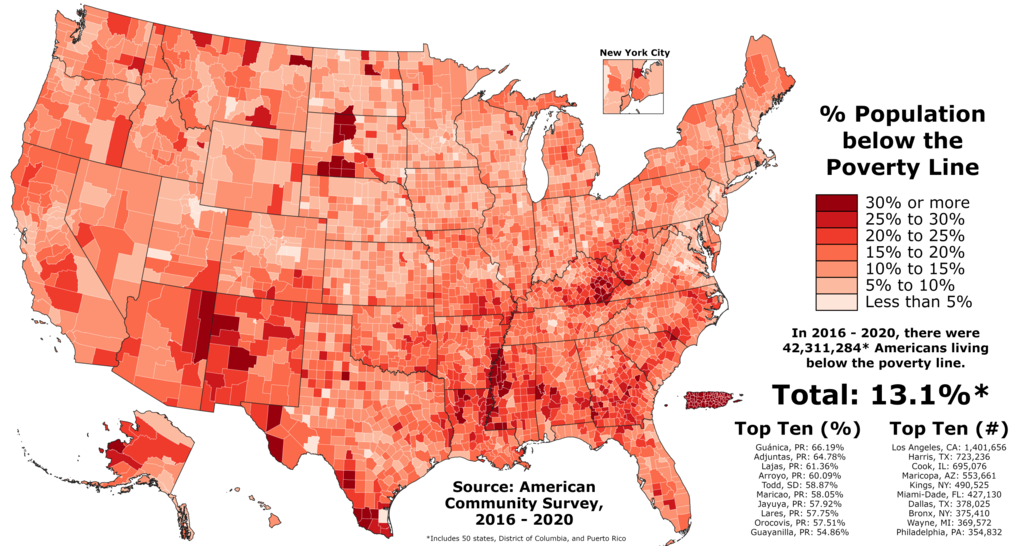 New York City
% Population
below the
Poverty Line
30% or more
25% to 30%
20% to 25%
15% to 20%
10% to 15%
5% to 10%
Less than 5%
In 2016 - 2020, there were
42,311,284* Americans living
below the poverty line.
Total: 13.1%*
Top Ten (%)
Guánica, PR: 66.19%
Adjuntas, PR: 64.78%
Lajas, PR: 61.36%
Arroyo, PR: 60.09%
Todd, SD: 58.87%
Maricao, PR: 58.05%
Jayuya, PR: 57.92%
Lares, PR: 57.75%
Orocovis, PR: 57.51%
Guayanilla, PR: 54.86%
Top Ten (#)
Los Angeles, CA: 1,401,656
Harris, TX: 723,236
Cook, IL: 695,076
Maricopa, AZ: 553,661
Kings, NY: 490,525
Miami-Dade, FL: 427,130
Dallas, TX: 378,025
Bronx, NY: 375,410
Wayne, MI: 369,572
Philadelphia, PA: 354,832
Source: American
Community Survey,
2016 - 2020
*Includes 50 states, District of Columbia, and Puerto Rico